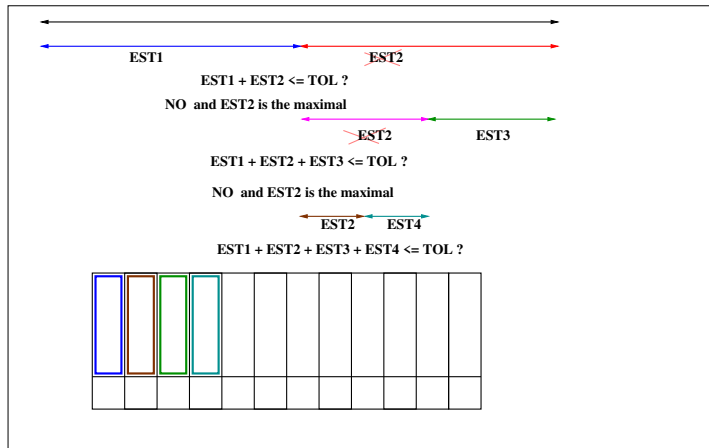 EST1 EST2
EST1 + EST2 <= TOL ?
NO and EST2 is the maximal
EST2 EST3
EST1 + EST2 + EST3 <= TOL ?
NO and EST2 is the maximal
EST2 EST4
EST1 + EST2 + EST3 + EST4 <= TOL ?